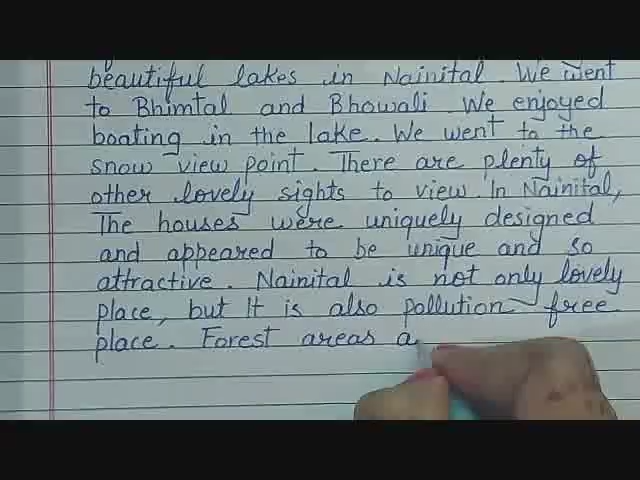 beautiful lakes in Nainital. We went
to Bhimtal and Bhowali We enjoyed
boating in the lake. We went to the
snow view point. There are plenty of
other lovely sights to view. In Nainital,
The houses were uniquely designed
and appeared to be unique and so
attractive. Nainital is not only lovely
place, but It is also pollution free
place. Forest areas a